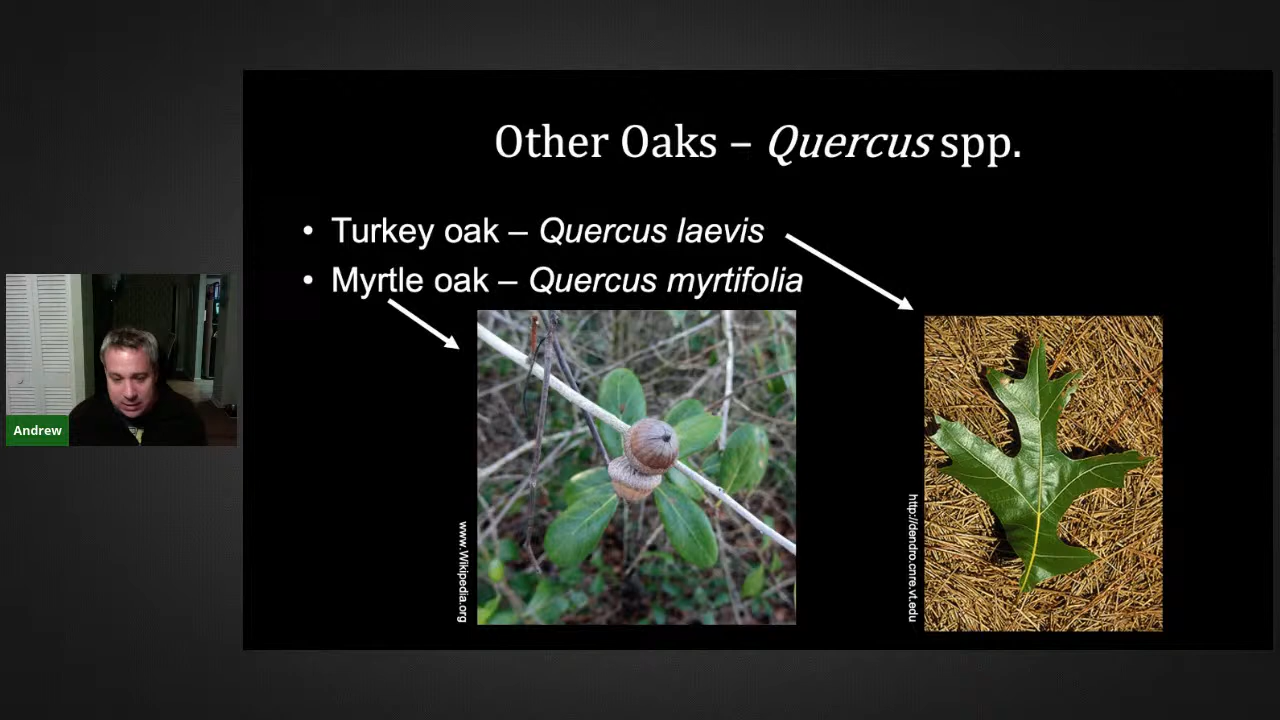 Other Oaks – Quercus spp.
• Turkey oak – Quercus laevis
• Myrtle oak – Quercus myrtifolia
www.Wikipedia.org
http://dendro.cnre.vt.edu
Andrew